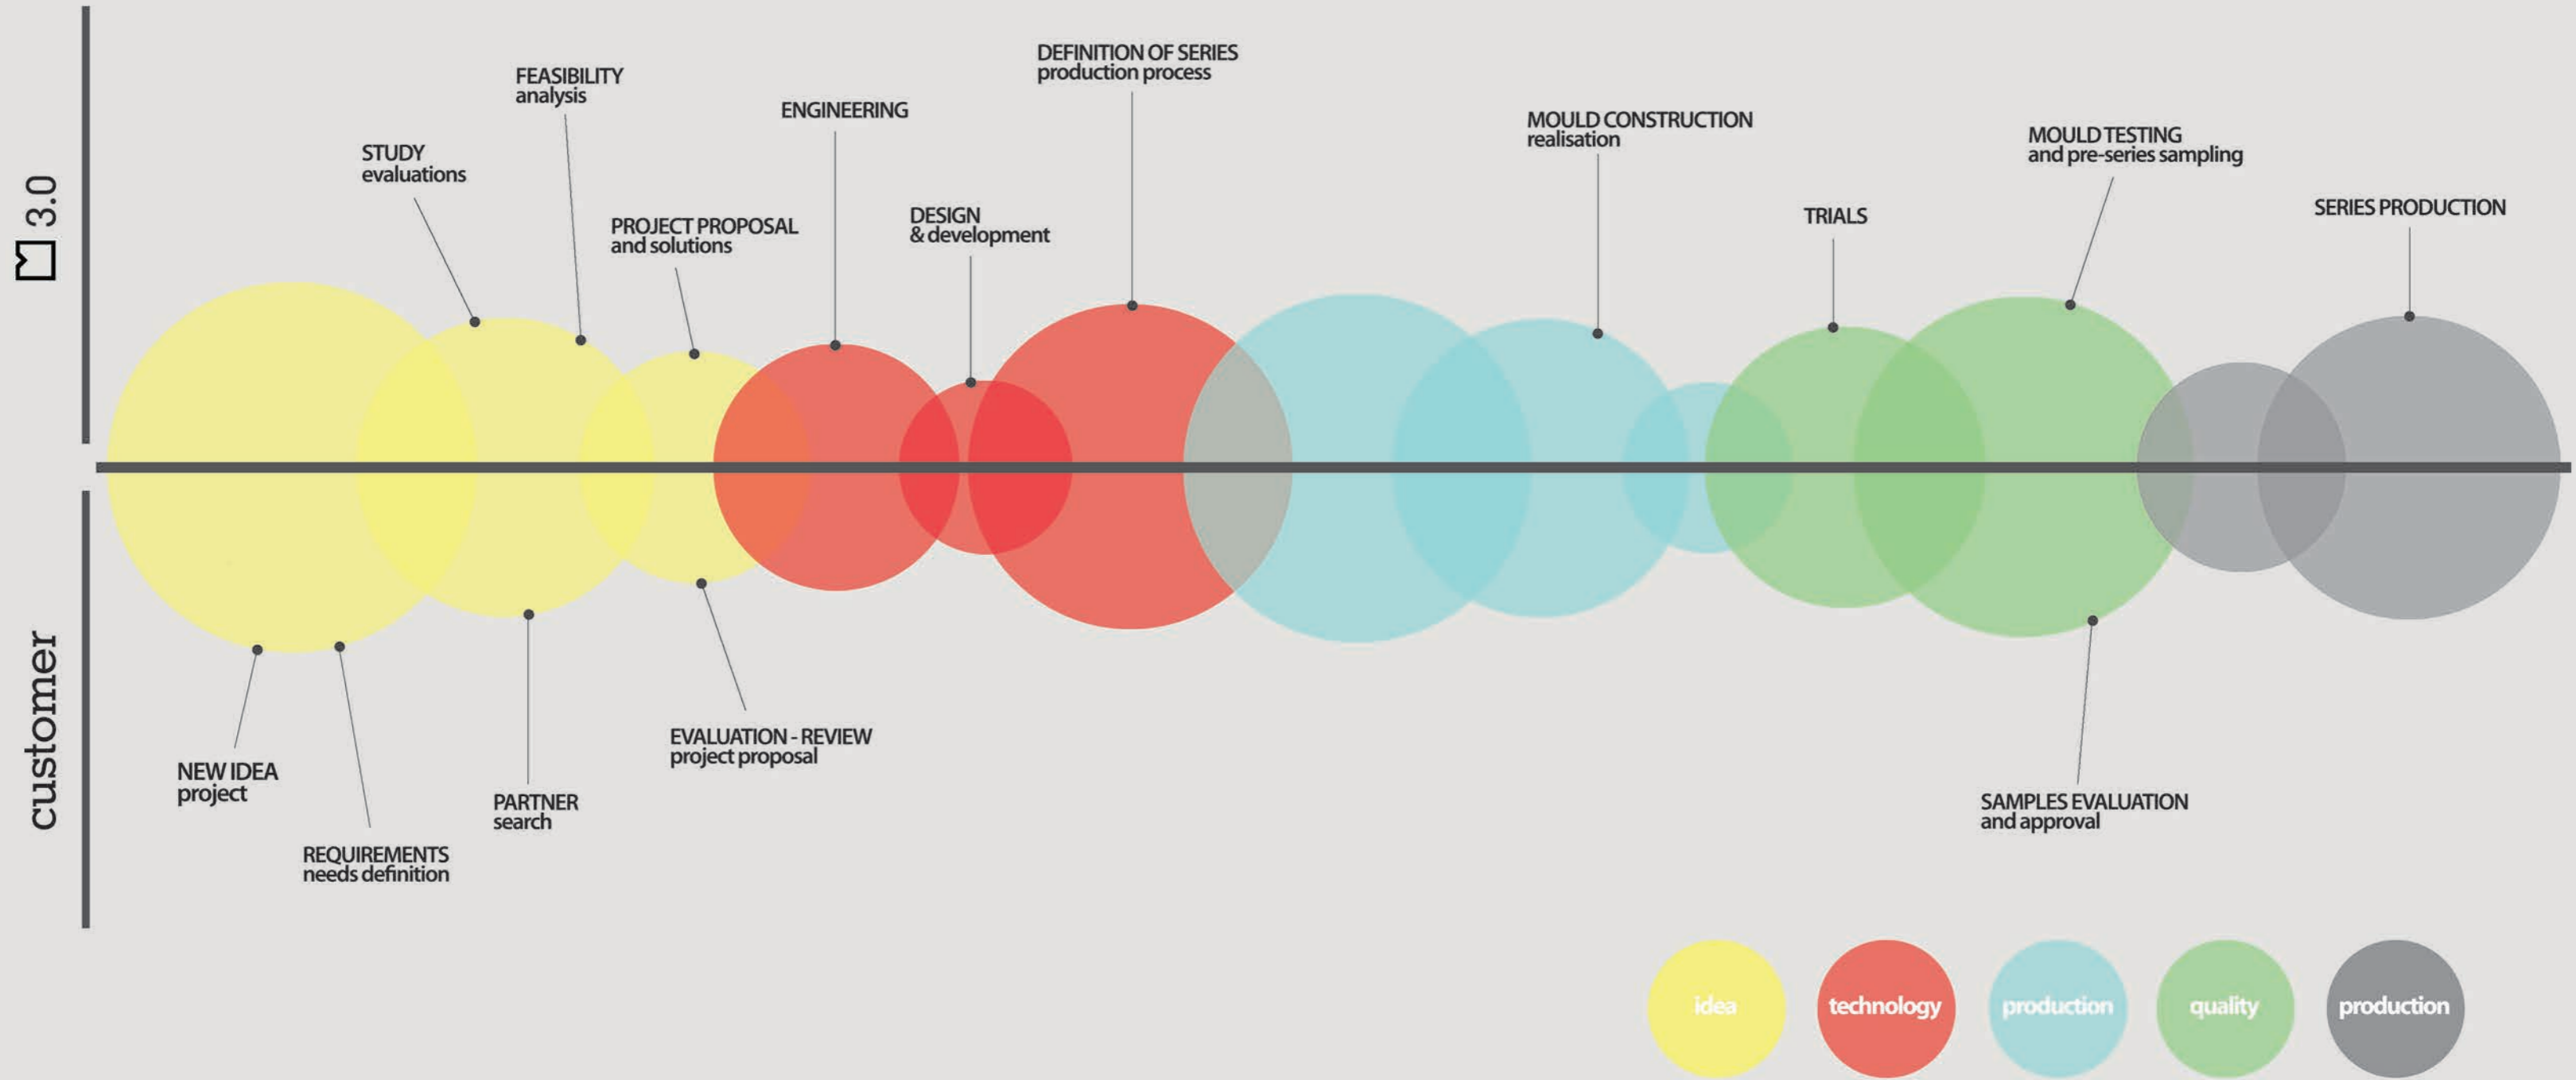 3.0
customer
STUDY
evaluations
FEASIBILITY
analysis
PROJECT PROPOSAL
and solutions
ENGINEERING
DESIGN
& development
DEFINITION OF SERIES
production process
MOULD CONSTRUCTION
realisation
TRIALS
MOULD TESTING
and pre-series sampling
SERIES PRODUCTION
NEW IDEA
project
REQUIREMENTS
needs definition
PARTNER
search
EVALUATION - REVIEW
project proposal
SAMPLES EVALUATION
and approval
idea
technology
production
quality
production